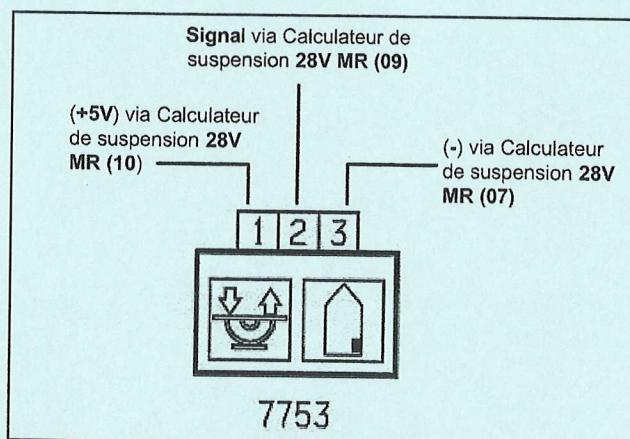 Signal via Calculateur de
suspension 28V MR (09)
(+5V) via Calculateur
de suspension 28V
MR (10)
(-) via Calculateur
de suspension 28V
MR (07)
1 2 3
7753